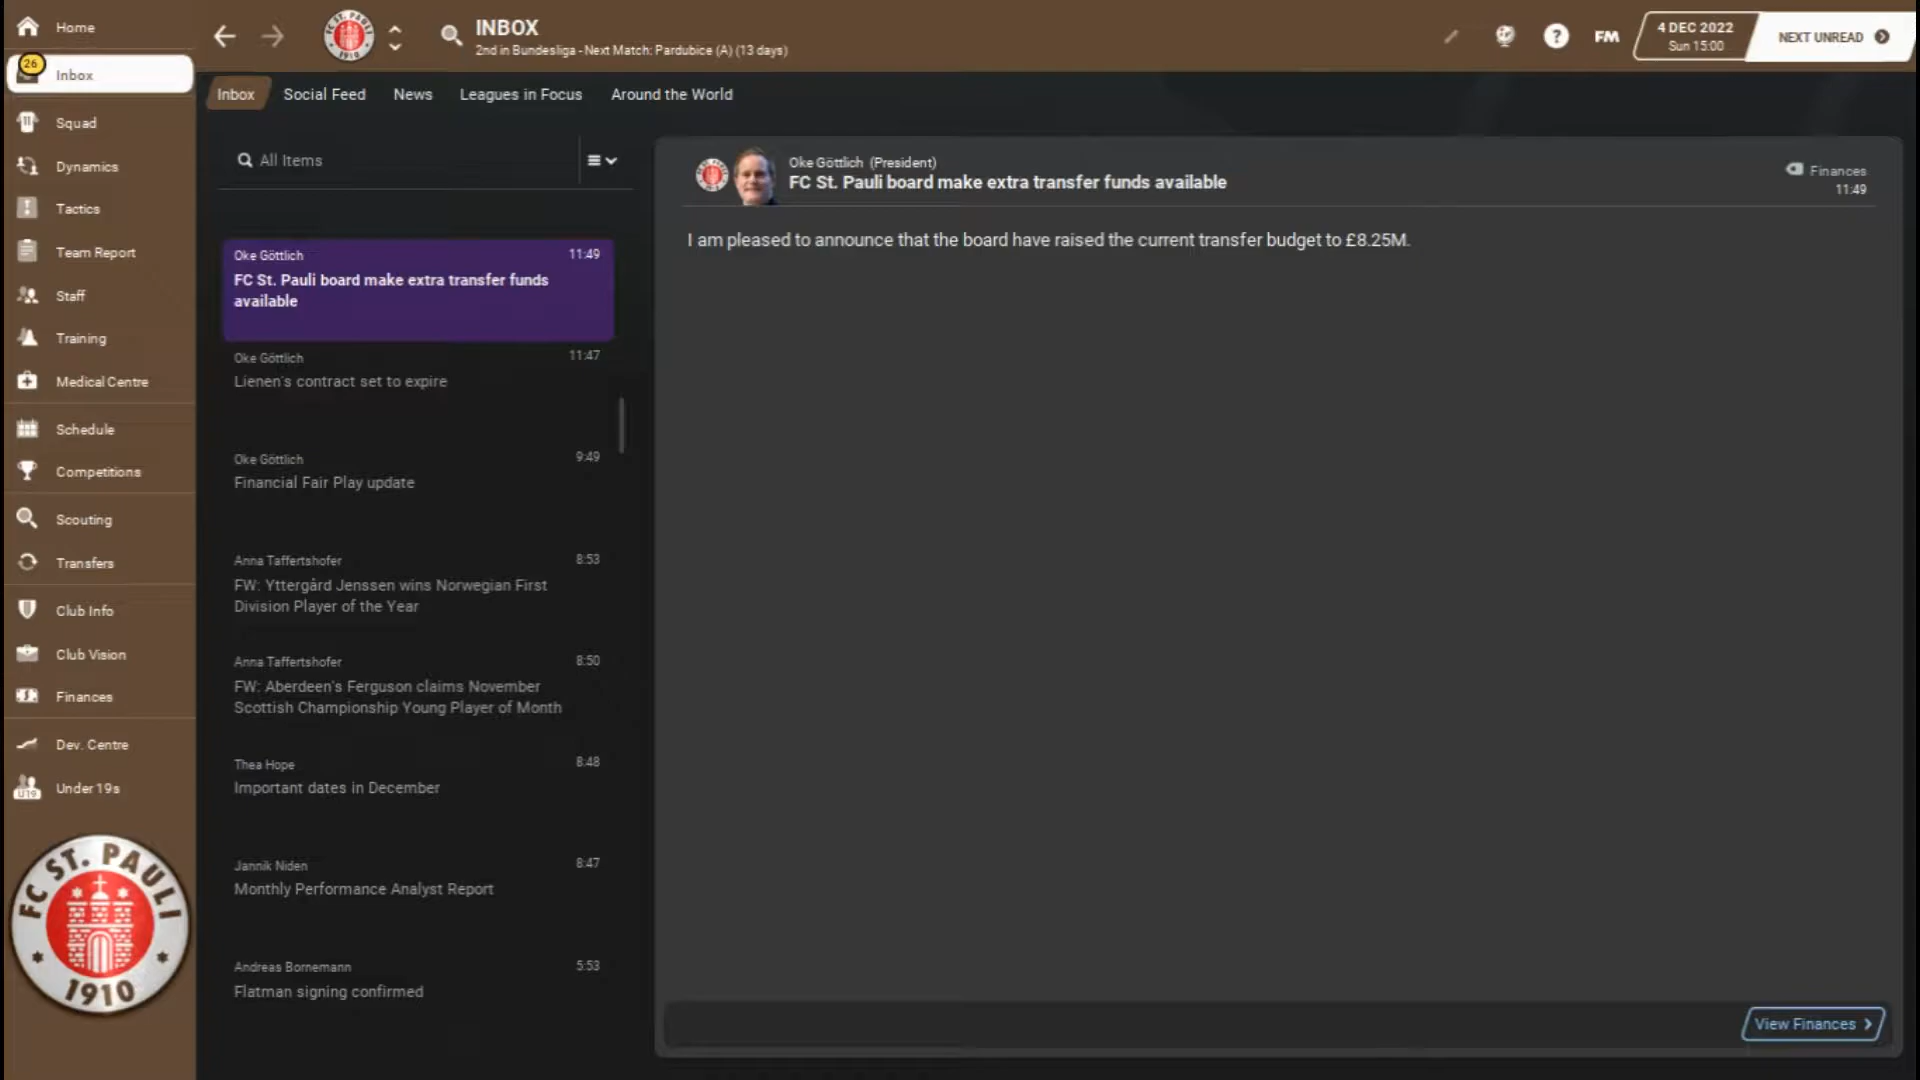 Home
26
Inbox
Squad
Dynamics
Tactics
Team Report
Staff
Training
Medical Centre
Schedule
Competitions
Scouting
Transfers
Club Info
Club Vision
Finances
Dev. Centre
U19
Under 19s
FC ST. PAULI
1910
FC ST. PAULI
1910
INBOX
2nd in Bundesliga - Next Match: Pardubice (A) (13 days)
?
FM
4 DEC 2022
Sun 15:00
NEXT UNREAD
Inbox
Social Feed
News
Leagues in Focus
Around the World
All Items
Oke Göttlich
11:49
FC St. Pauli board make extra transfer funds
available
Oke Göttlich
11:47
Lienen's contract set to expire
Oke Göttlich
9:49
Financial Fair Play update
Anna Taffertshofer
8:53
FW: Yttergård Jenssen wins Norwegian First
Division Player of the Year
Anna Taffertshofer
8:50
FW: Aberdeen's Ferguson claims November
Scottish Championship Young Player of Month
Thea Hope
8:48
Important dates in December
Jannik Niden
8:47
Monthly Performance Analyst Report
Andreas Bornemann
5:53
Flatman signing confirmed
Oke Göttlich (President)
FC St. Pauli board make extra transfer funds available
Finances
11:49
I am pleased to announce that the board have raised the current transfer budget to £8.25M.
View Finances